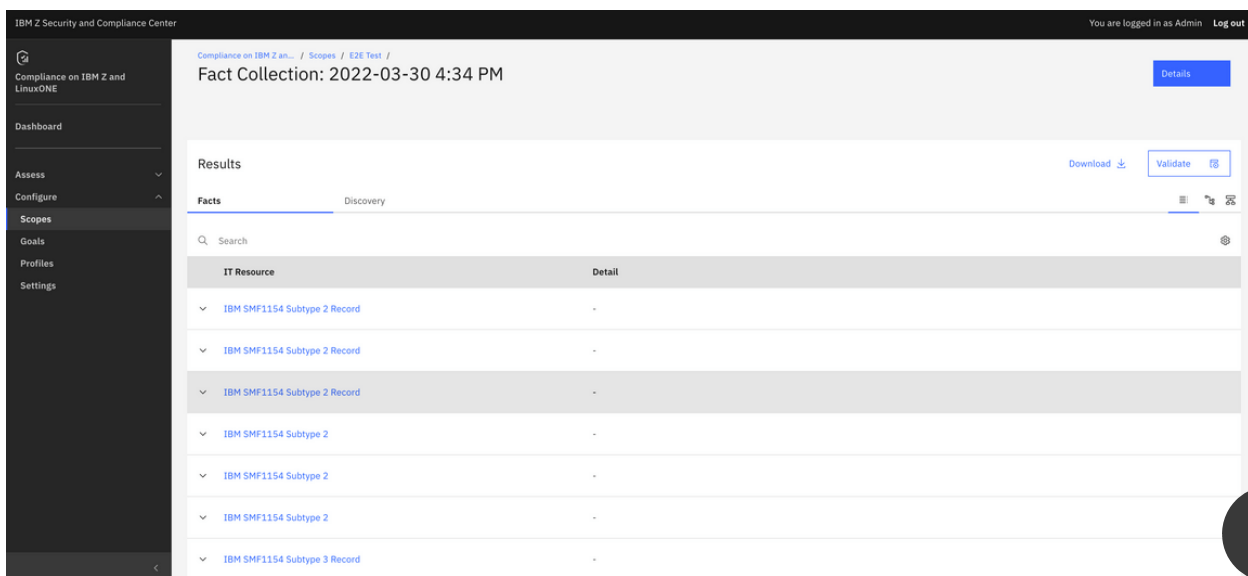 IBM Z Security and Compliance Center
You are logged in as Admin Log out
Compliance on IBM Z and
LinuxONE
Dashboard
Assess
Configure
Scopes
Goals
Profiles
Settings
Compliance on IBM Z an... / Scopes / E2E Test /
Fact Collection: 2022-03-30 4:34 PM
Details
Results
Download
Validate
Facts Discovery
Search
IT Resource Detail
IBM SMF1154 Subtype 2 Record -
IBM SMF1154 Subtype 2 Record -
IBM SMF1154 Subtype 2 Record -
IBM SMF1154 Subtype 2 -
IBM SMF1154 Subtype 2 -
IBM SMF1154 Subtype 2 -
IBM SMF1154 Subtype 3 Record -